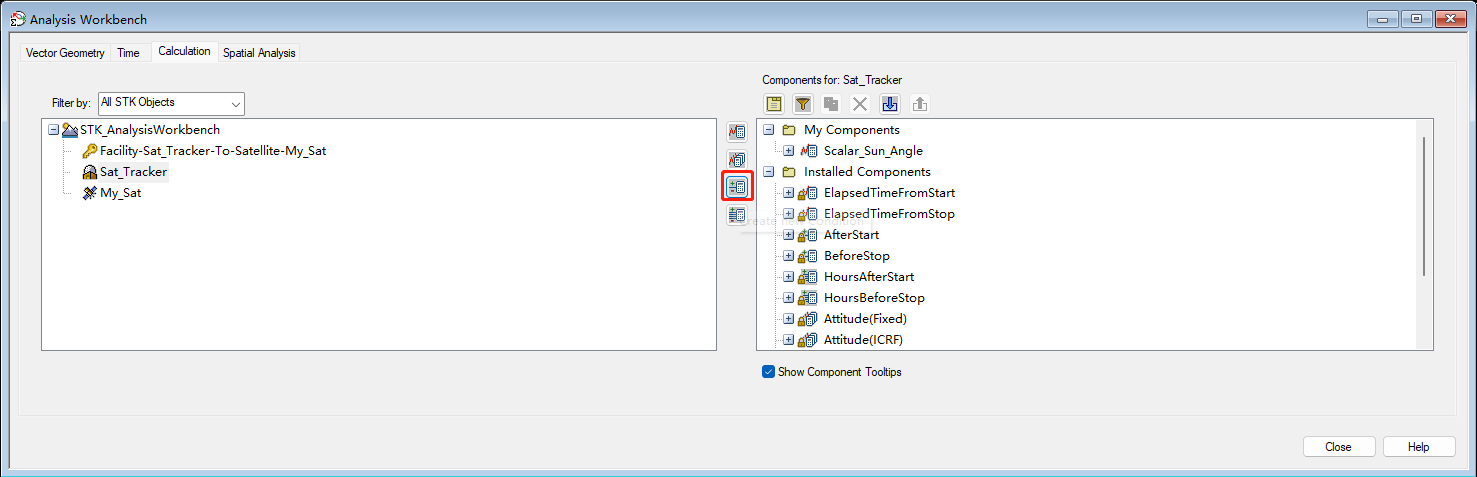 Analysis Workbench
Vector Geometry Time Calculation Spatial Analysis
Components for: Sat_Tracker
Filter by: All STK Objects
STK_AnalysisWorkbench
Facility-Sat_Tracker-To-Satellite-My_Sat
Sat_Tracker
My_Sat
My Components
Scalar_Sun_Angle
Installed Components
ElapsedTimeFromStart
ElapsedTimeFromStop
AfterStart
BeforeStop
HoursAfterStart
HoursBeforeStop
Attitude(Fixed)
Attitude(ICRF)
Show Component Tooltips
Close Help